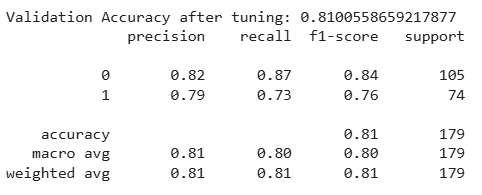 Validation Accuracy after tuning: 0.8100558659217877
precision recall f1-score support
0 0.82 0.87 0.84 105
1 0.79 0.73 0.76 74
accuracy 0.81 179
macro avg 0.81 0.80 0.80 179
weighted avg 0.81 0.81 0.81 179